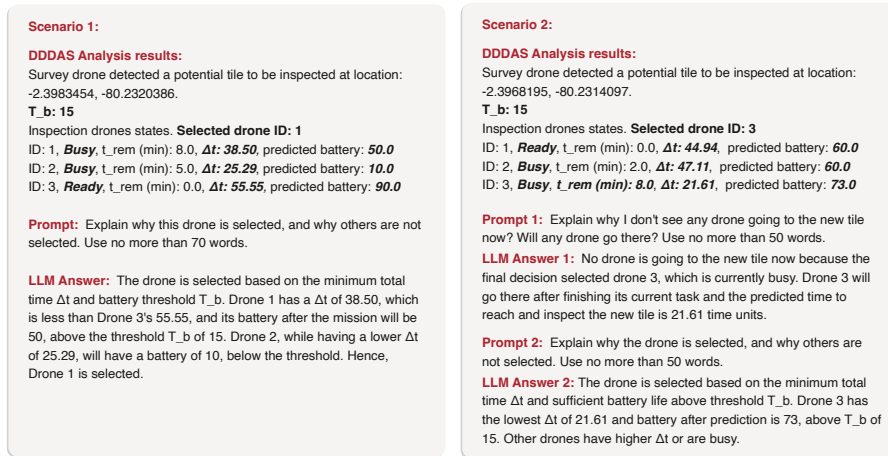 Scenario 1:
DDDAS Analysis results:
Survey drone detected a potential tile to be inspected at location:
-2.3983454, -80.2320386.
T_b: 15
Inspection drones states. Selected drone ID: 1
ID: 1, Busy, t_rem (min): 8.0, Δt: 38.50, predicted battery: 50.0
ID: 2, Busy, t_rem (min): 5.0, Δt: 25.29, predicted battery: 10.0
ID: 3, Ready, t_rem (min): 0.0, Δt: 55.55, predicted battery: 90.0
Prompt: Explain why this drone is selected, and why others are not
selected. Use no more than 70 words.
LLM Answer: The drone is selected based on the minimum total
time Δt and battery threshold T_b. Drone 1 has a Δt of 38.50, which
is less than Drone 3's 55.55, and its battery after the mission will be
50, above the threshold T_b of 15. Drone 2, while having a lower Δt
of 25.29, will have a battery of 10, below the threshold. Hence,
Drone 1 is selected.
Scenario 2:
DDDAS Analysis results:
Survey drone detected a potential tile to be inspected at location:
-2.3968195, -80.2314097.
T_b: 15
Inspection drones states. Selected drone ID: 3
ID: 1, Ready, t_rem (min): 0.0, Δt: 44.94, predicted battery: 60.0
ID: 2, Busy, t_rem (min): 2.0, Δt: 47.11, predicted battery: 60.0
ID: 3, Busy, t_rem (min): 8.0, Δt: 21.61, predicted battery: 73.0
Prompt 1: Explain why I don't see any drone going to the new tile
now? Will any drone go there? Use no more than 50 words.
LLM Answer 1: No drone is going to the new tile now because the
final decision selected drone 3, which is currently busy. Drone 3 will
go there after finishing its current task and the predicted time to
reach and inspect the new tile is 21.61 time units.
Prompt 2: Explain why the drone is selected, and why others are
not selected. Use no more than 50 words.
LLM Answer 2: The drone is selected based on the minimum total
time Δt and sufficient battery life above threshold T_b. Drone 3 has
the lowest Δt of 21.61 and battery after prediction is 73, above T_b of
15. Other drones have higher Δt or are busy.